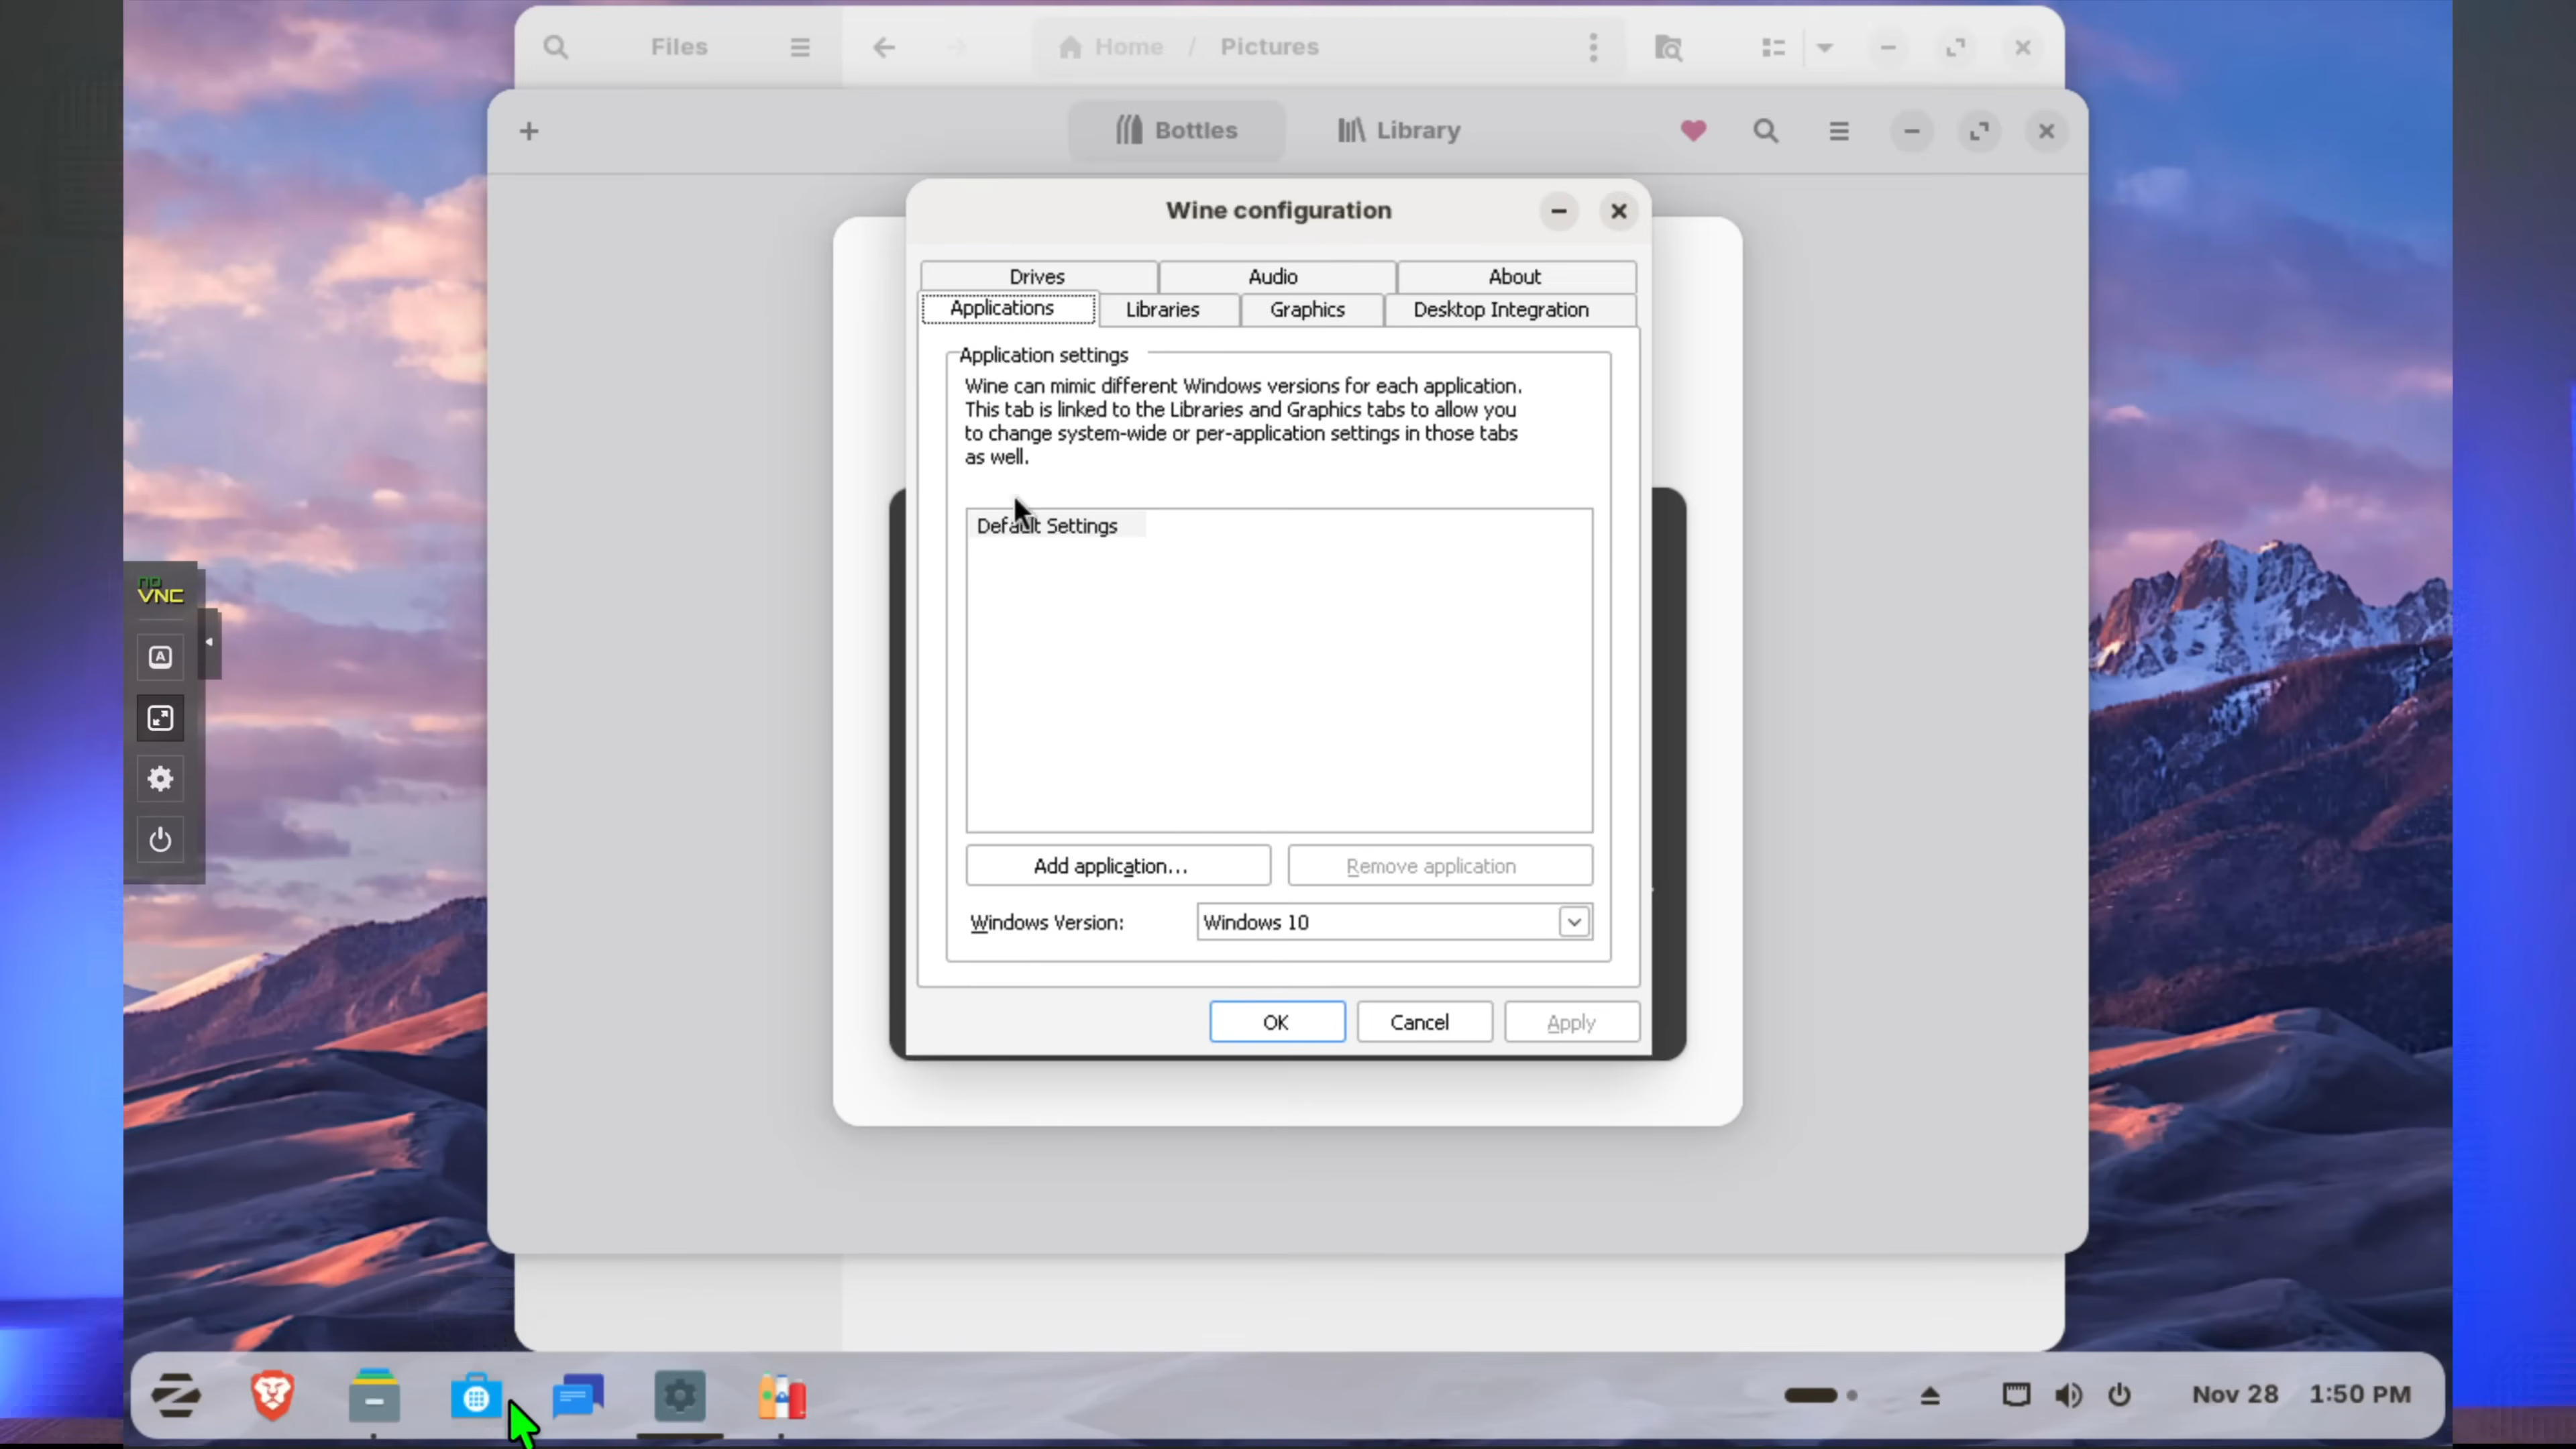 Files
Home / Pictures
Bottles
Library
Wine configuration
Drives
Audio
About
Applications
Libraries
Graphics
Desktop Integration
Application settings
Wine can mimic different Windows versions for each application.
This tab is linked to the Libraries and Graphics tabs to allow you
to change system-wide or per-application settings in those tabs
as well.
Default Settings
no
VNC
A
Add application...
Remove application
Windows Version:
Windows 10
OK
Cancel
Apply
Nov 28
1:50 PM